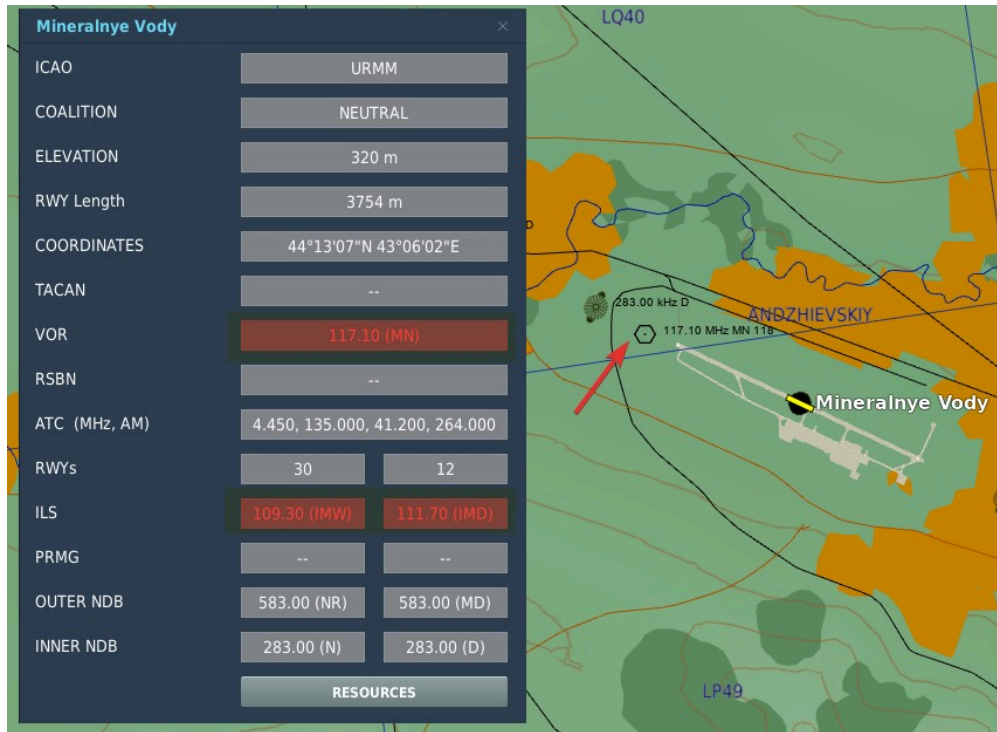 Mineralnye Vody ×
ICAO URMM
COALITION NEUTRAL
ELEVATION 320 m
RWY Length 3754 m
COORDINATES 44°13'07"N 43°06'02"E
TACAN --
VOR 117.10 (MN)
RSBN --
ATC (MHz, AM) 4.450, 135.000, 41.200, 264.000
RWYs 30 12
ILS 109.30 (IMW) 111.70 (IMD)
PRMG -- --
OUTER NDB 583.00 (NR) 583.00 (MD)
INNER NDB 283.00 (N) 283.00 (D)
RESOURCES
LQ40
D
283.00 kHz D
ANDZHIEVSKIY
117.10 MHz MN 118
Mineralnye Vody
LP49